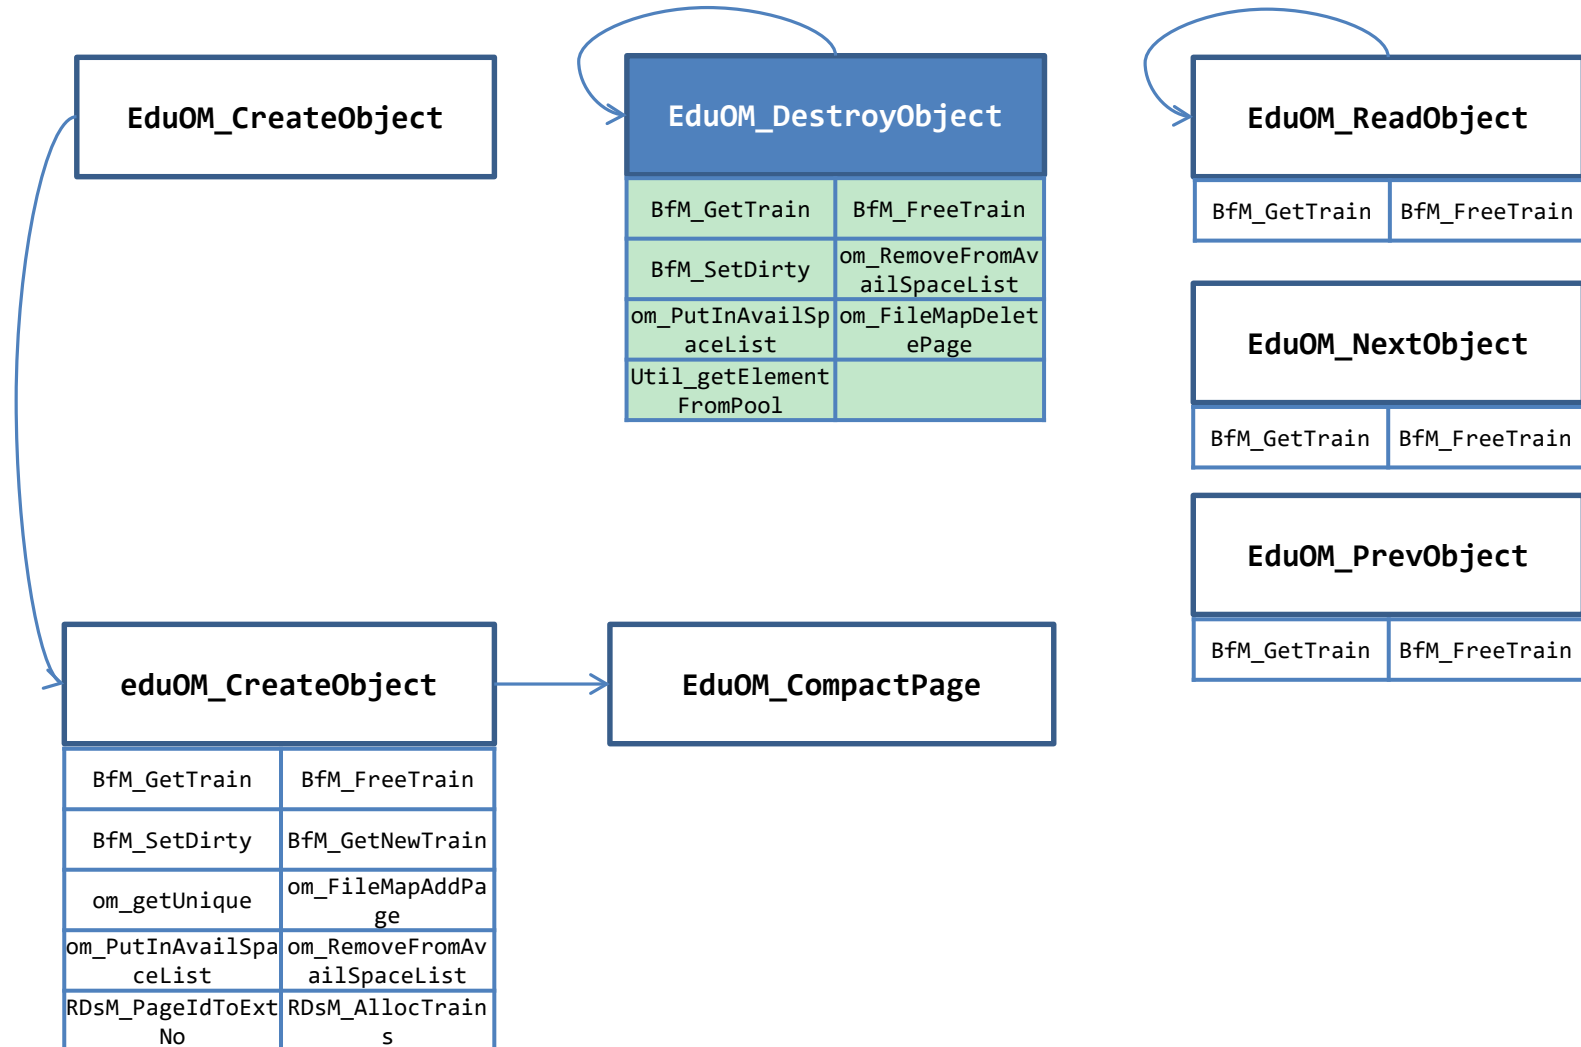 EduOM_CreateObject
EduOM_DestroyObject
BfM_GetTrain
BfM_FreeTrain
BfM_SetDirty
om_RemoveFromAv
ailSpaceList
om_PutInAvailSp
aceList
om_FileMapDelet
ePage
Util_getElement
FromPool
EduOM_ReadObject
BfM_GetTrain
BfM_FreeTrain
EduOM_NextObject
BfM_GetTrain
BfM_FreeTrain
EduOM_PrevObject
BfM_GetTrain
BfM_FreeTrain
eduOM_CreateObject
BfM_GetTrain
BfM_FreeTrain
BfM_SetDirty
BfM_GetNewTrain
om_getUnique
om_FileMapAddPa
ge
om_PutInAvailSpa
ceList
om_RemoveFromAv
ailSpaceList
RDsM_PageIdToExt
No
RDsM_AllocTrain
s
EduOM_CompactPage